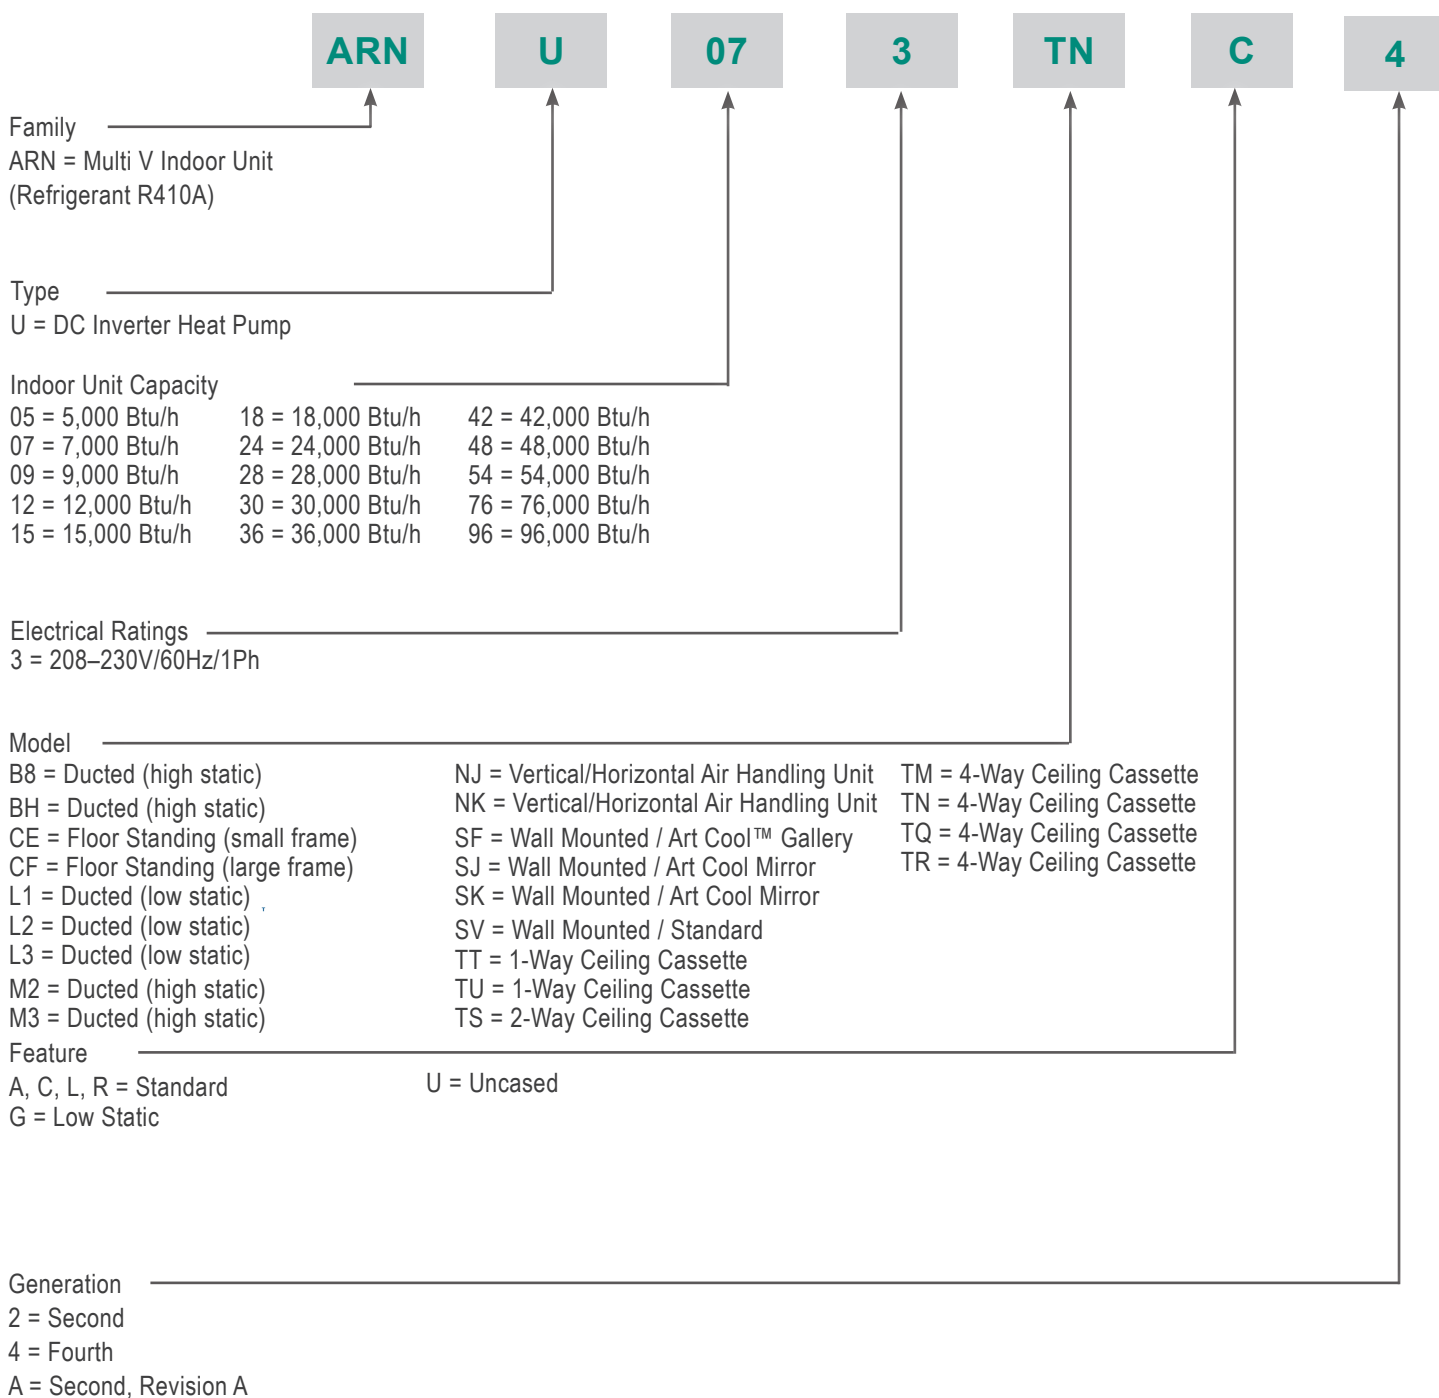 ARN U 07 3 TN C 4
Family
ARN = Multi V Indoor Unit
(Refrigerant R410A)
Type
U = DC Inverter Heat Pump
Indoor Unit Capacity
05 = 5,000 Btu/h 18 = 18,000 Btu/h 42 = 42,000 Btu/h
07 = 7,000 Btu/h 24 = 24,000 Btu/h 48 = 48,000 Btu/h
09 = 9,000 Btu/h 28 = 28,000 Btu/h 54 = 54,000 Btu/h
12 = 12,000 Btu/h 30 = 30,000 Btu/h 76 = 76,000 Btu/h
15 = 15,000 Btu/h 36 = 36,000 Btu/h 96 = 96,000 Btu/h
Electrical Ratings
3 = 208–230V/60Hz/1Ph
Model
B8 = Ducted (high static)
BH = Ducted (high static)
CE = Floor Standing (small frame)
CF = Floor Standing (large frame)
L1 = Ducted (low static)
L2 = Ducted (low static)
L3 = Ducted (low static)
M2 = Ducted (high static)
M3 = Ducted (high static)
NJ = Vertical/Horizontal Air Handling Unit
NK = Vertical/Horizontal Air Handling Unit
SF = Wall Mounted / Art Cool™ Gallery
SJ = Wall Mounted / Art Cool Mirror
SK = Wall Mounted / Art Cool Mirror
SV = Wall Mounted / Standard
TT = 1-Way Ceiling Cassette
TU = 1-Way Ceiling Cassette
TS = 2-Way Ceiling Cassette
TM = 4-Way Ceiling Cassette
TN = 4-Way Ceiling Cassette
TQ = 4-Way Ceiling Cassette
TR = 4-Way Ceiling Cassette
Feature
A, C, L, R = Standard U = Uncased
G = Low Static
Generation
2 = Second
4 = Fourth
A = Second, Revision A